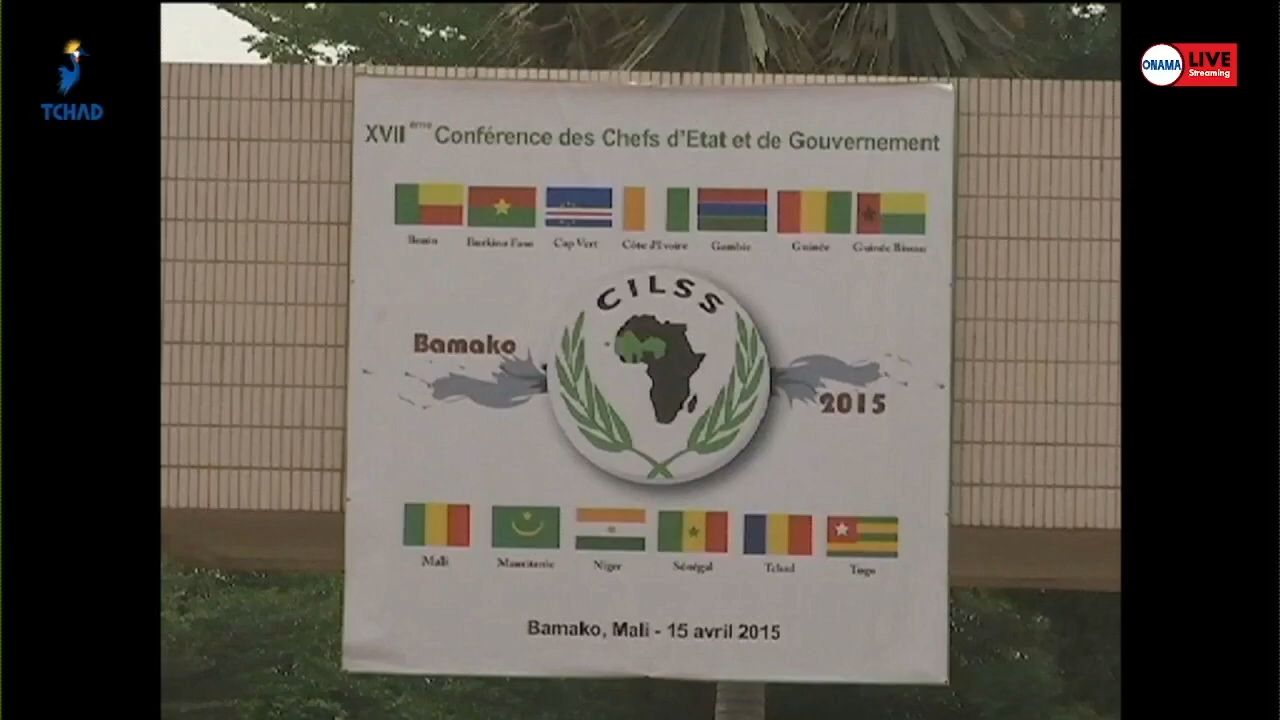 TCHAD
ONAMA LIVE
Streaming
XVIIème Conférence des Chefs d'Etat et de Gouvernement
Benin Burkina Faso Cap Vert Côte d'Ivoire Gambie Guinée Guinée Bissau
CILSS
Bamako
2015
Mali Mauritanie Niger Sénégal Tchad Togo
Bamako, Mali - 15 avril 2015